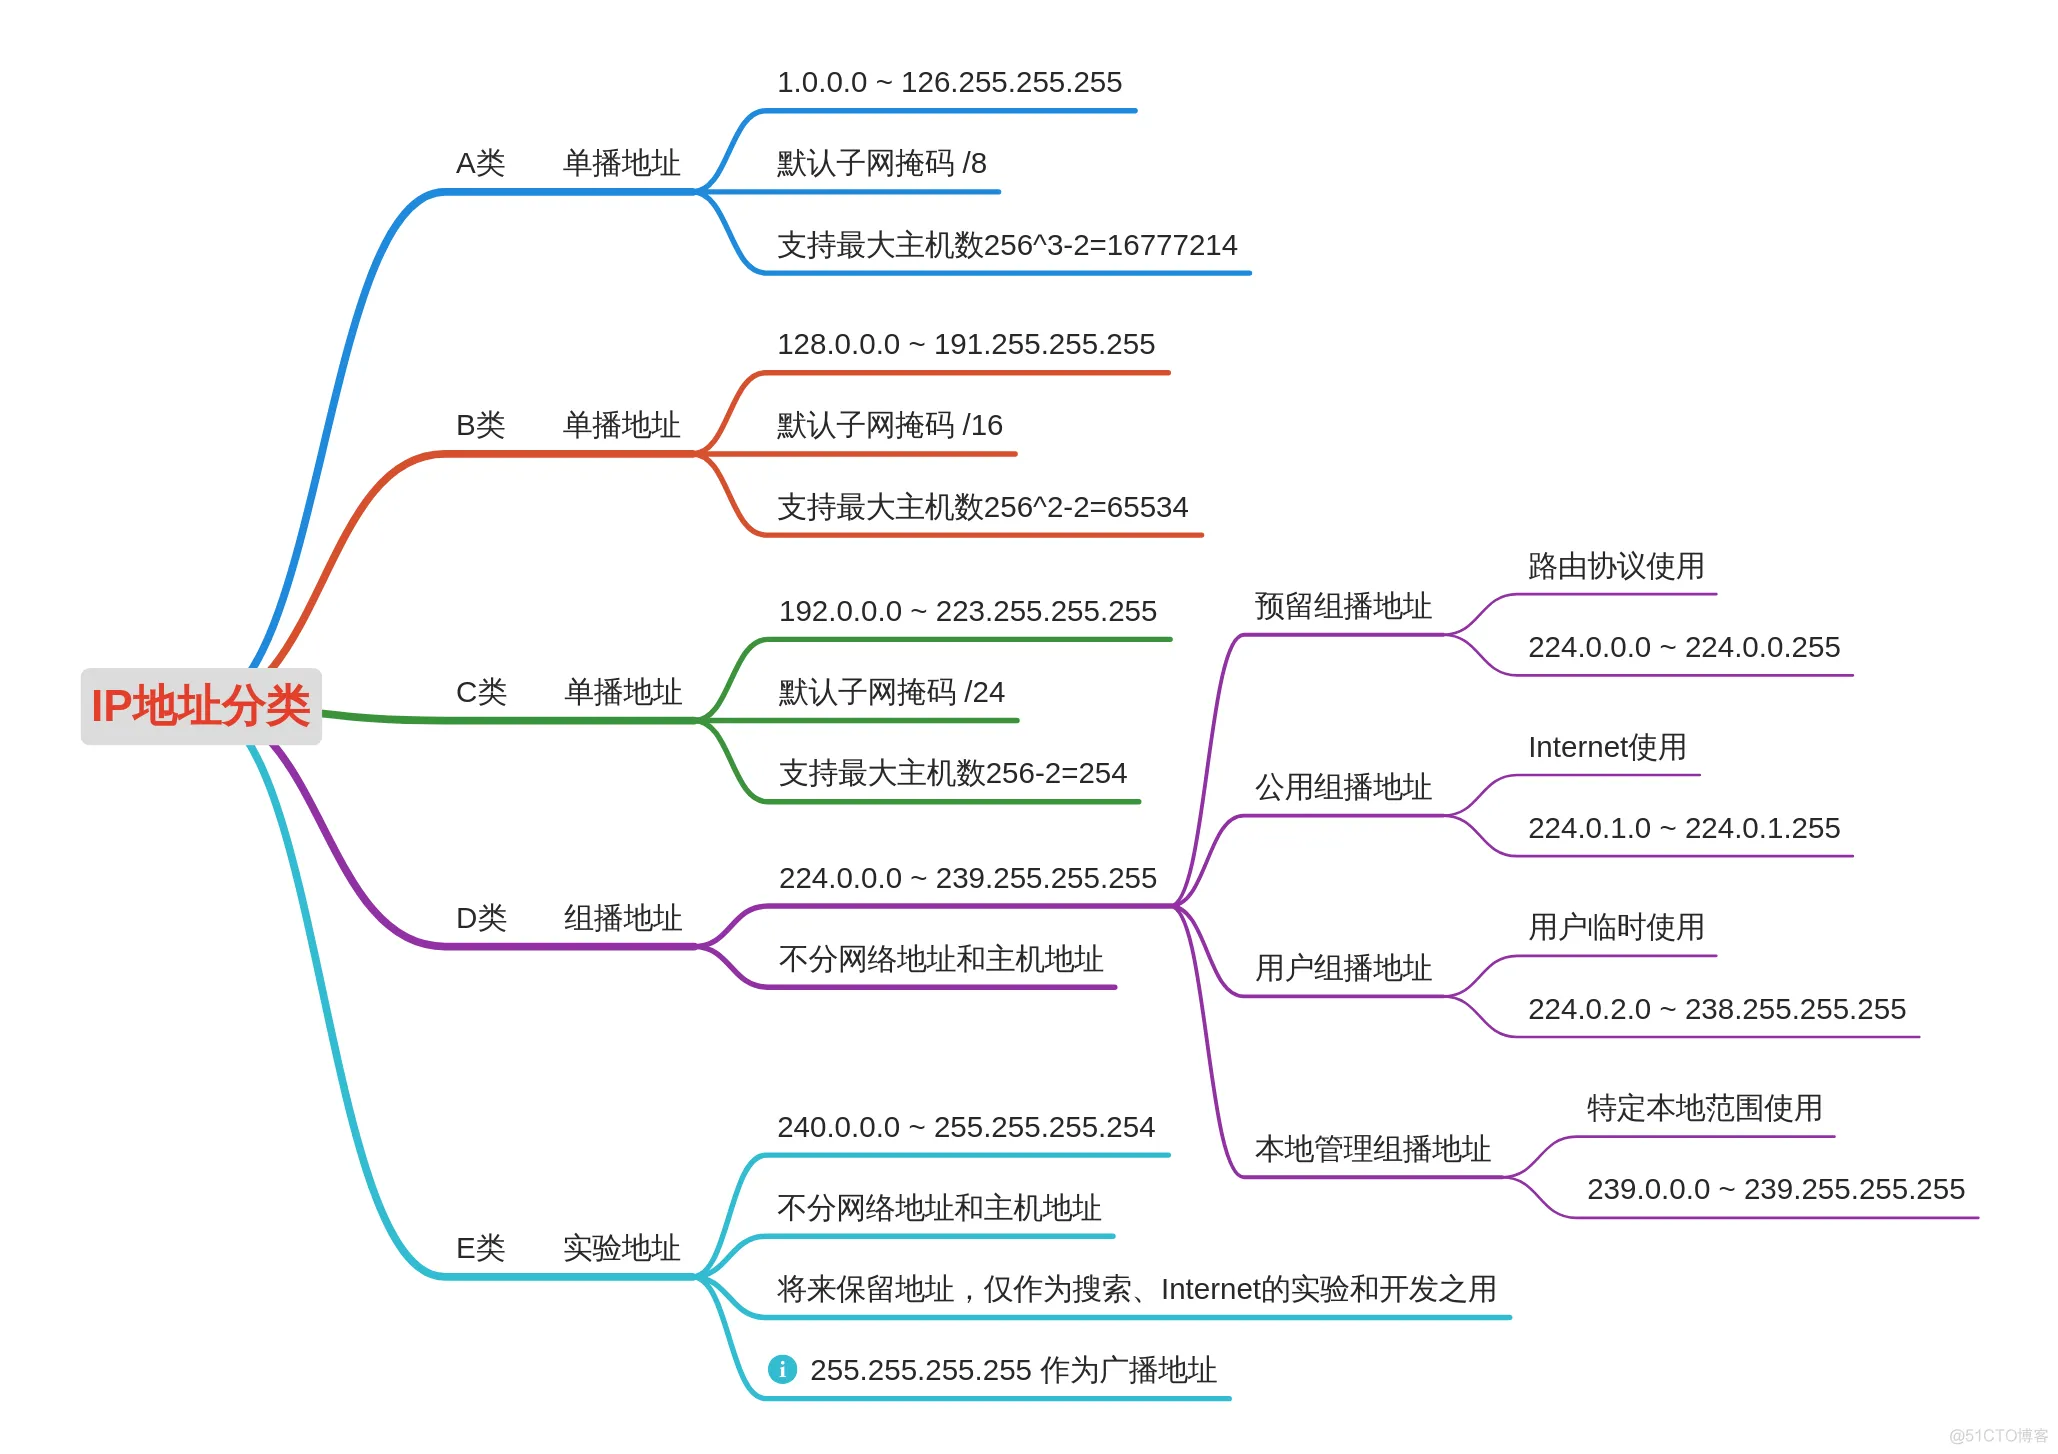 IP地址分类
A类 单播地址
1.0.0.0 ~ 126.255.255.255
默认子网掩码 /8
支持最大主机数256^3-2=16777214
B类 单播地址
128.0.0.0 ~ 191.255.255.255
默认子网掩码 /16
支持最大主机数256^2-2=65534
C类 单播地址
192.0.0.0 ~ 223.255.255.255
默认子网掩码 /24
支持最大主机数256-2=254
D类 组播地址
224.0.0.0 ~ 239.255.255.255
预留组播地址
路由协议使用
224.0.0.0 ~ 224.0.0.255
公用组播地址
Internet使用
224.0.1.0 ~ 224.0.1.255
用户组播地址
用户临时使用
224.0.2.0 ~ 238.255.255.255
本地管理组播地址
特定本地范围使用
239.0.0.0 ~ 239.255.255.255
不分网络地址和主机地址
E类 实验地址
240.0.0.0 ~ 255.255.255.254
不分网络地址和主机地址
将来保留地址，仅作为搜索、Internet的实验和开发之用
i 255.255.255.255 作为广播地址
@51CTO博客